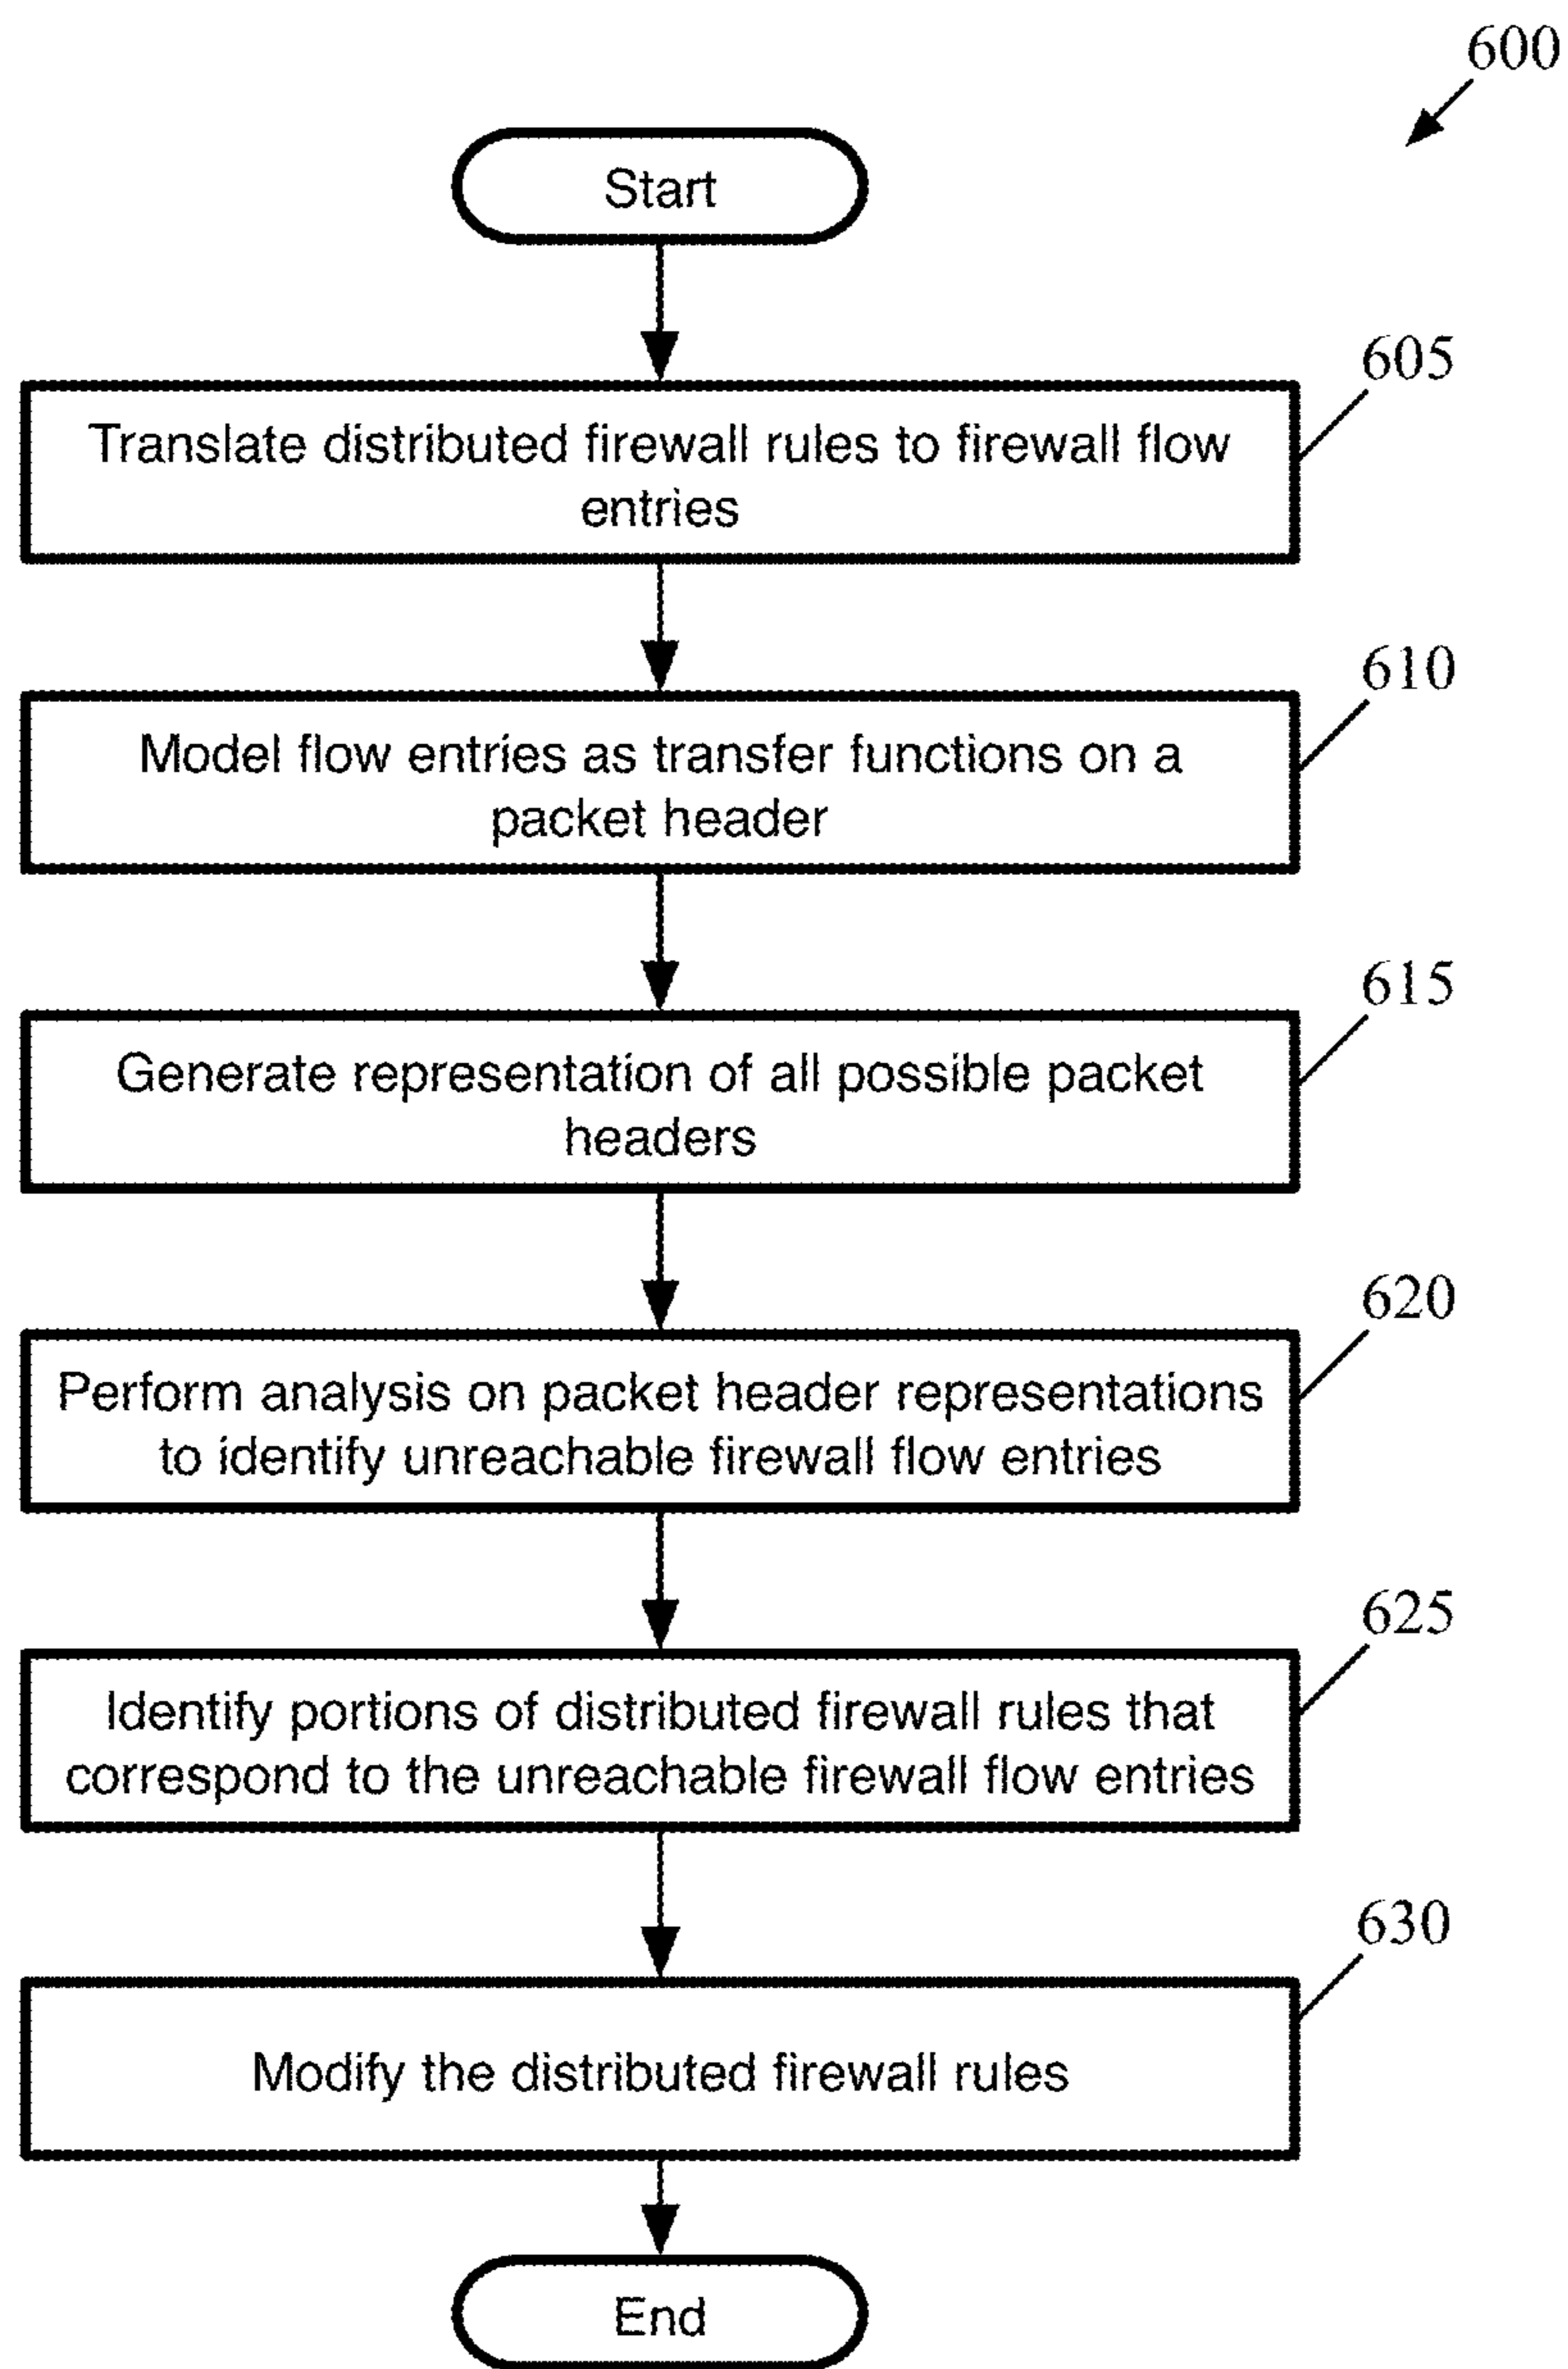 600
Start
605
Translate distributed firewall rules to firewall flow
entries
610
Model flow entries as transfer functions on a
packet header
615
Generate representation of all possible packet
headers
620
Perform analysis on packet header representations
to identify unreachable firewall flow entries
625
Identify portions of distributed firewall rules that
correspond to the unreachable firewall flow entries
630
Modify the distributed firewall rules
End